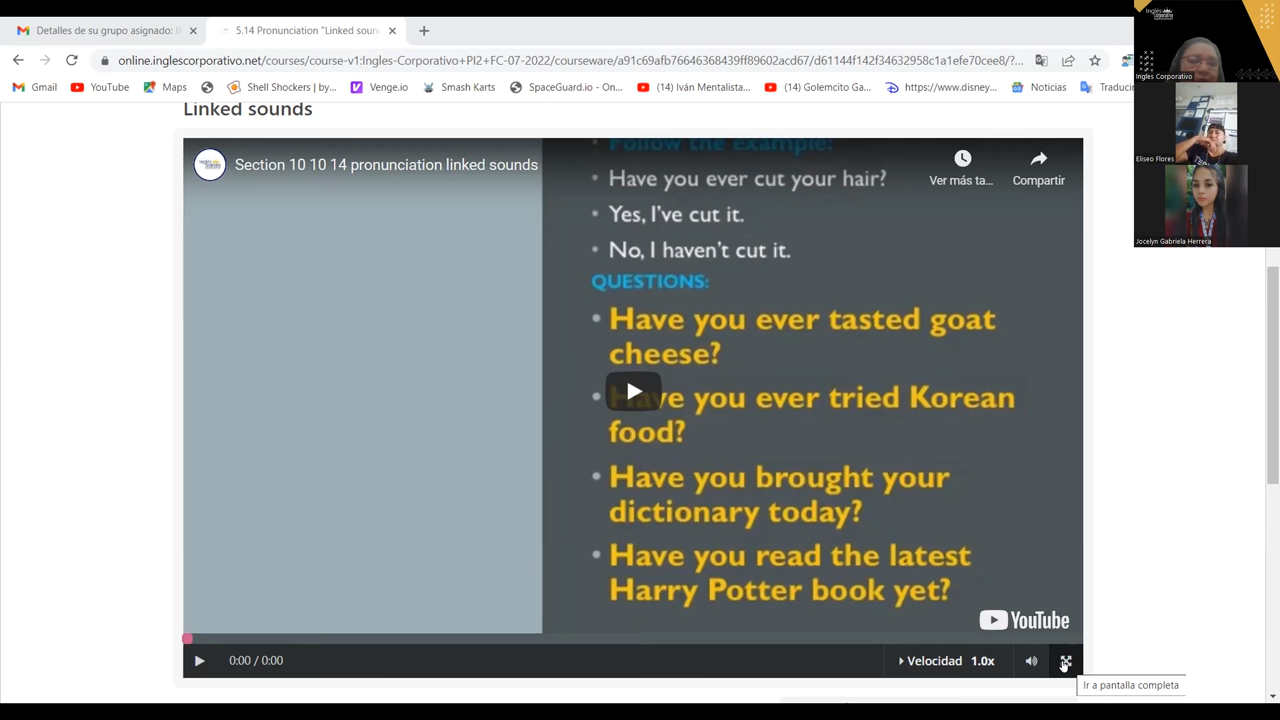 Detalles de su grupo asignado: I
5.14 Pronunciation "Linked soun
online.inglescorporativo.net/courses/course-v1:Ingles-Corporativo+PI2+FC-07-2022/courseware/
Gmail
YouTube
Maps
Shell Shockers | by...
Venge.io
Smash Karts
SpaceGuard.io - On...
(14) Iván Mentalista...
(14) Golemcito Ga...
https://www.disney...
Noticias
Traducir
Inglés Corporativo
Ingles Corporativo
Eliseo Flores
Jocelyn Gabriela Herrera
Linked sounds
Section 10 10 14 pronunciation linked sounds
Ver más ta...
Compartir
Follow the example:
Have you ever cut your hair?
Yes, I've cut it.
No, I haven't cut it.
QUESTIONS:
Have you ever tasted goat
cheese?
Have you ever tried Korean
food?
Have you brought your
dictionary today?
Have you read the latest
Harry Potter book yet?
YouTube
0:00 / 0:00
Velocidad 1.0x
Ir a pantalla completa